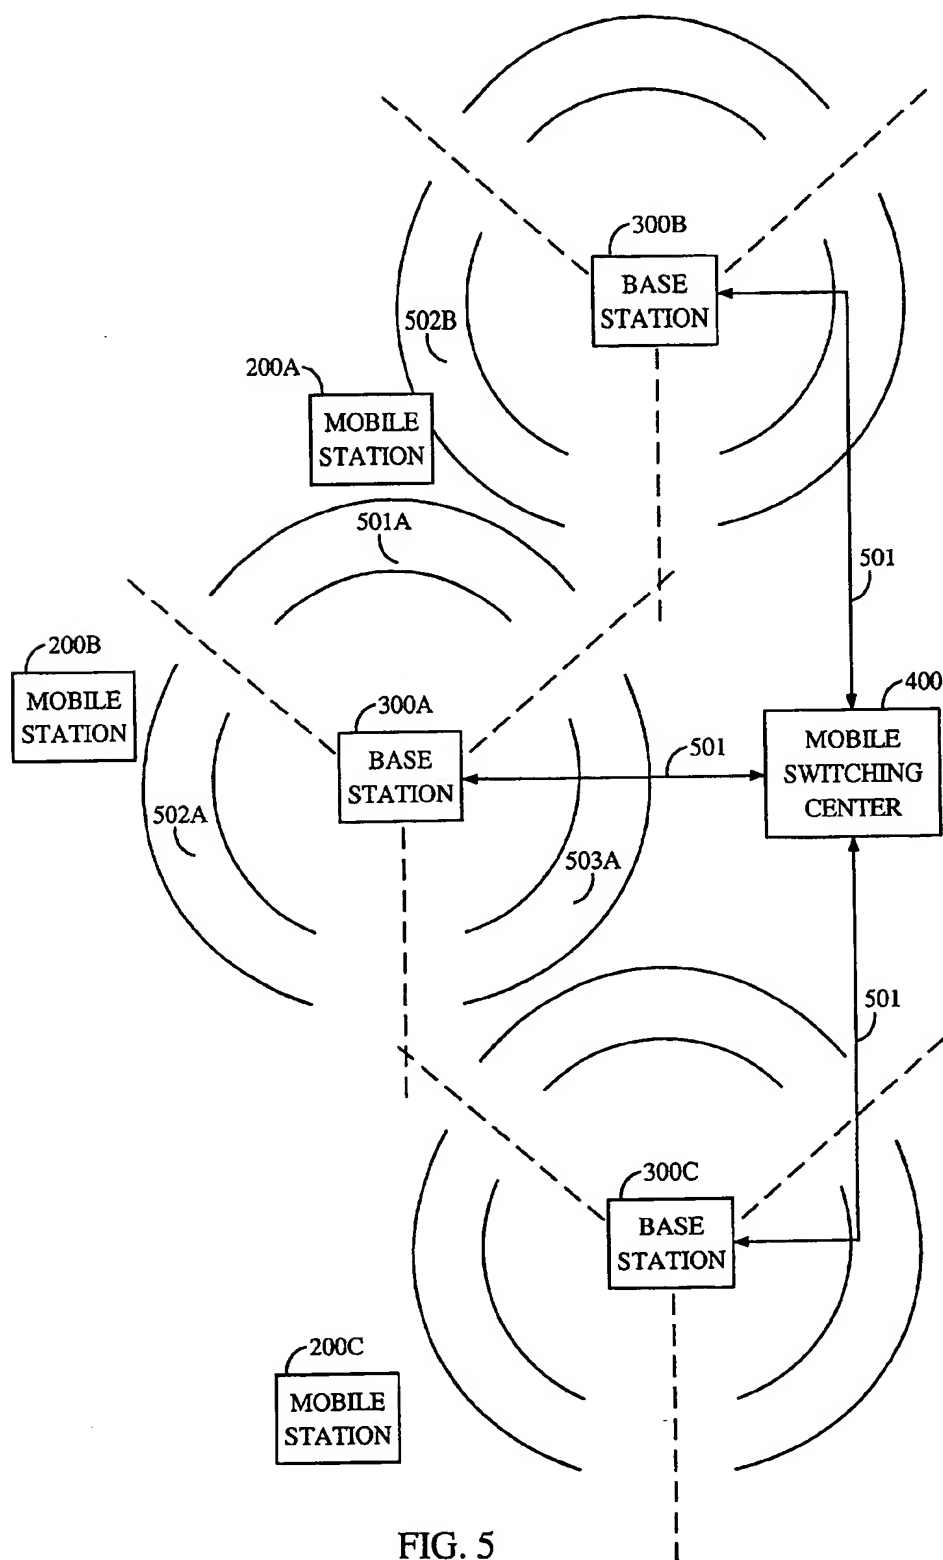 300B
BASE
STATION
502B
200A
MOBILE
STATION
501A
501
200B
MOBILE
STATION
300A
BASE
STATION
501
400
MOBILE
SWITCHING
CENTER
502A
503A
501
300C
BASE
STATION
200C
MOBILE
STATION
FIG. 5